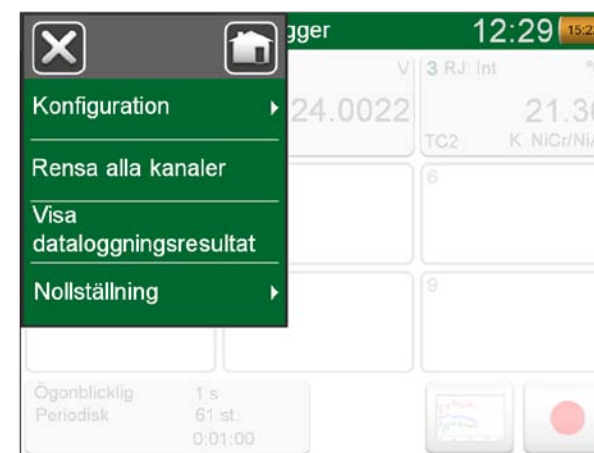 gger 12:29 15:2
Konfiguration
Rensa alla kanaler
Visa
dataloggningsresultat
Nollställning
V
24.0022
3 RJ: Int
21.3
TC2 K NiCr/Ni
6
9
Ögonblicklig 1 s
Periodisk 61 st.
0:01:00